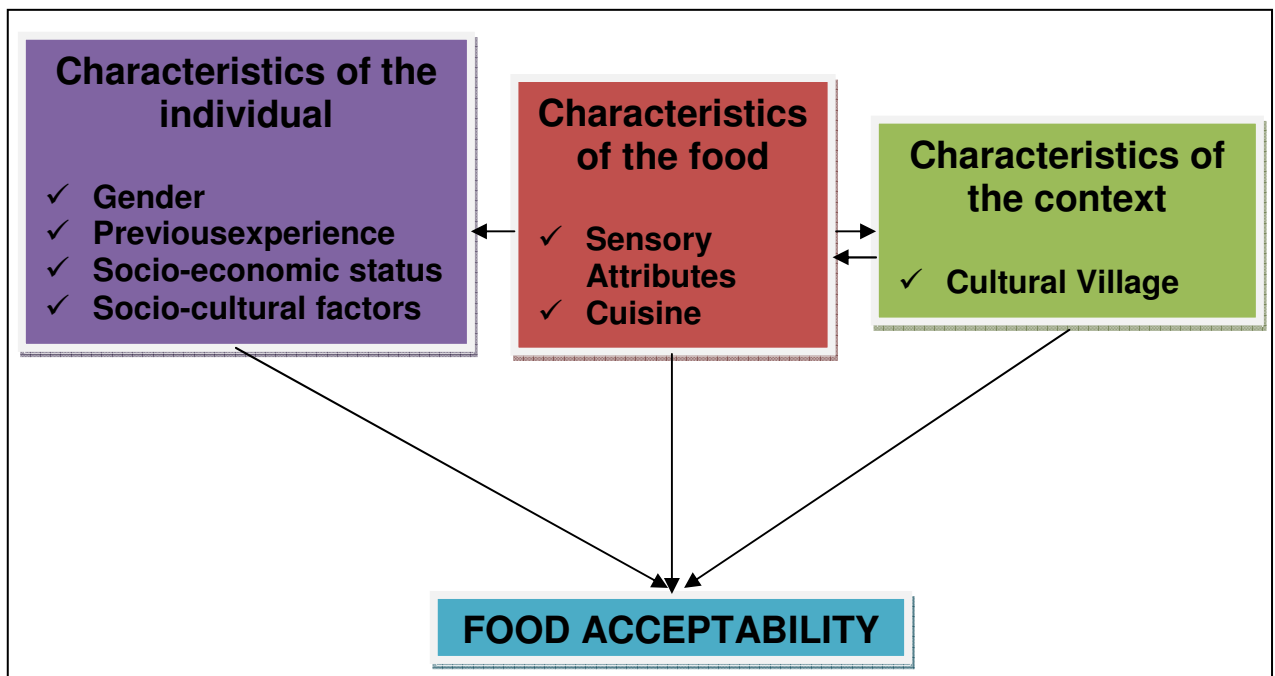 Characteristics of the
individual
✓ Gender
✓ Previousexperience
✓ Socio-economic status
✓ Socio-cultural factors
Characteristics
of the food
✓ Sensory
Attributes
✓ Cuisine
Characteristics of
the context
✓ Cultural Village
FOOD ACCEPTABILITY